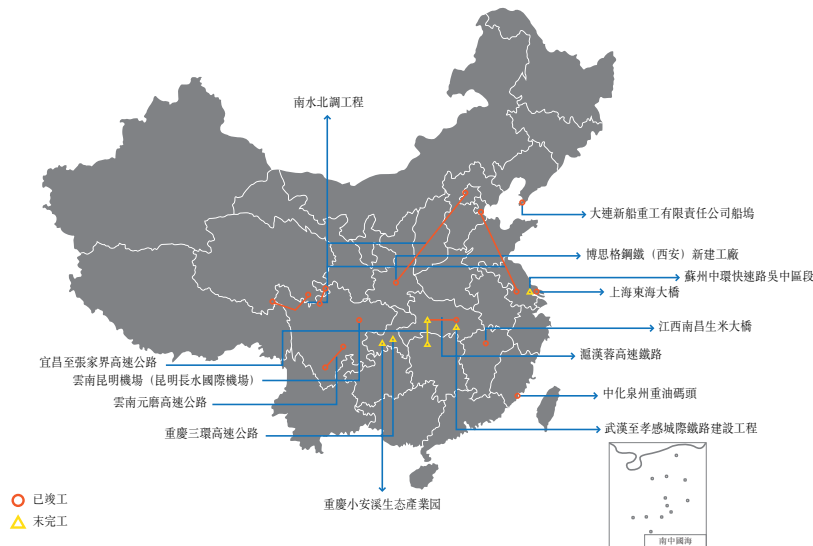 南水北調工程
大連新船重工有限責任公司船塢
博思格鋼鐵（西安）新建工廠
蘇州中環快速路吳中區段
上海東海大橋
江西南昌生米大橋
滬漢蓉高速鐵路
宜昌至張家界高速公路
雲南昆明機場（昆明長水國際機場）
中化泉州重油碼頭
雲南元磨高速公路
武漢至孝感城際鐵路建設工程
重慶三環高速公路
重慶小安溪生态產業园
已竣工
末完工
南中國海